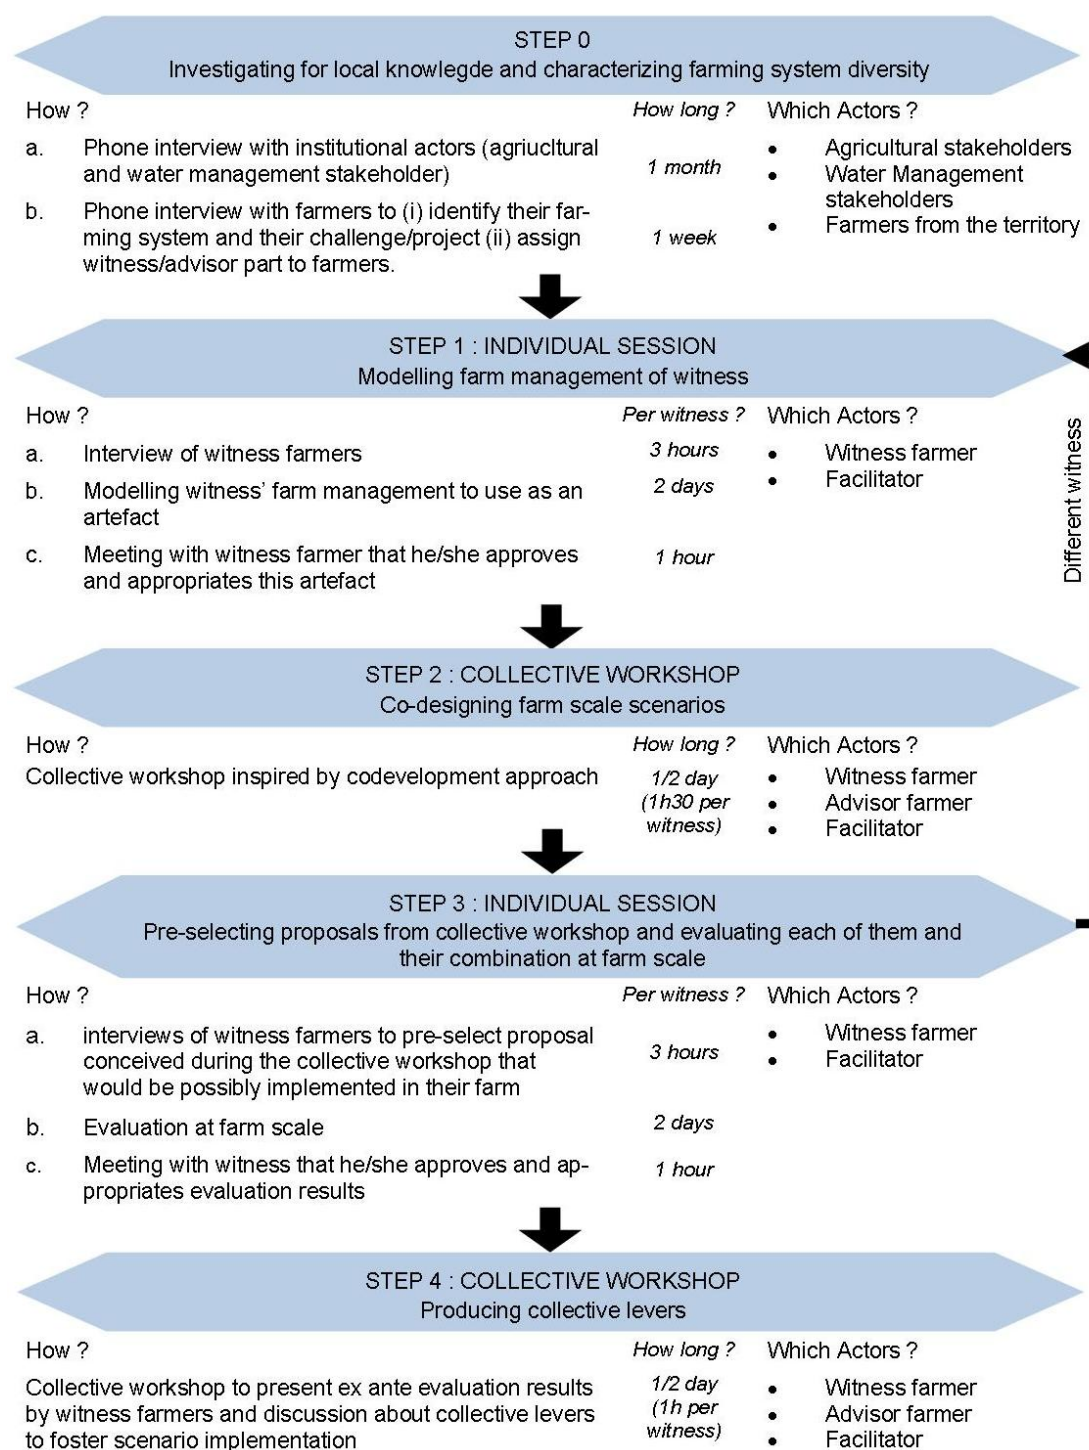 STEP 0
Investigating for local knowlegde and characterizing farming system diversity
How ?
How long ?
Which Actors ?
a. Phone interview with institutional actors (agriucltural
and water management stakeholder)
1 month
b. Phone interview with farmers to (i) identify their far-
ming system and their challenge/project (ii) assign
witness/advisor part to farmers.
1 week
• Agricultural stakeholders
• Water Management
stakeholders
• Farmers from the territory
STEP 1 : INDIVIDUAL SESSION
Modelling farm management of witness
How ?
Per witness ?
Which Actors ?
a. Interview of witness farmers
3 hours
b. Modelling witness' farm management to use as an
artefact
2 days
c. Meeting with witness farmer that he/she approves
and appropriates this artefact
1 hour
• Witness farmer
• Facilitator
Different witness
STEP 2 : COLLECTIVE WORKSHOP
Co-designing farm scale scenarios
How ?
How long ?
Which Actors ?
Collective workshop inspired by codevelopment approach
1/2 day
(1h30 per
witness)
• Witness farmer
• Advisor farmer
• Facilitator
STEP 3 : INDIVIDUAL SESSION
Pre-selecting proposals from collective workshop and evaluating each of them and
their combination at farm scale
How ?
Per witness ?
Which Actors ?
a. interviews of witness farmers to pre-select proposal
conceived during the collective workshop that
would be possibly implemented in their farm
3 hours
b. Evaluation at farm scale
2 days
c. Meeting with witness that he/she approves and ap-
propriates evaluation results
1 hour
• Witness farmer
• Facilitator
STEP 4 : COLLECTIVE WORKSHOP
Producing collective levers
How ?
How long ?
Which Actors ?
Collective workshop to present ex ante evaluation results
by witness farmers and discussion about collective levers
to foster scenario implementation
1/2 day
(1h per
witness)
• Witness farmer
• Advisor farmer
• Facilitator